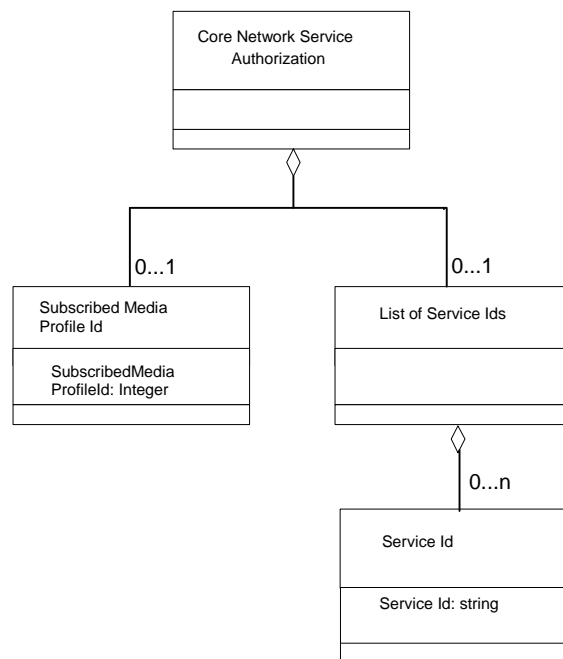 Core Network Service
Authorization
0...1
0...1
Subscribed Media
Profile Id
List of Service Ids
SubscribedMedia
ProfileId: Integer
0...n
Service Id
Service Id: string